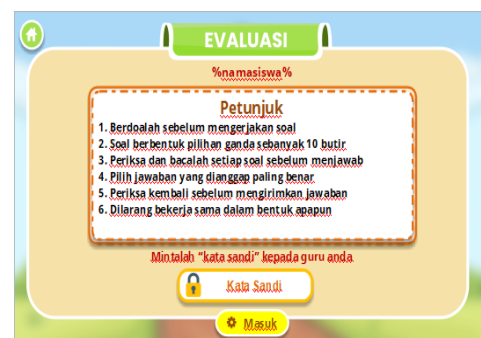 EVALUASI
%namasiswa%
Petunjuk
1. Berdoalah sebelum mengerjakan soal
2. Soal berbentuk pilihan ganda sebanyak 10 butir
3. Periksa dan bacalah setiap soal sebelum menjawab
4. Pilih jawaban yang dianggap paling benar
5. Periksa kembali sebelum mengirimkan jawaban
6. Dilarang bekerja sama dalam bentuk apapun
Mintalah “kata sandi” kepada guru anda
Kata Sandi
Masuk